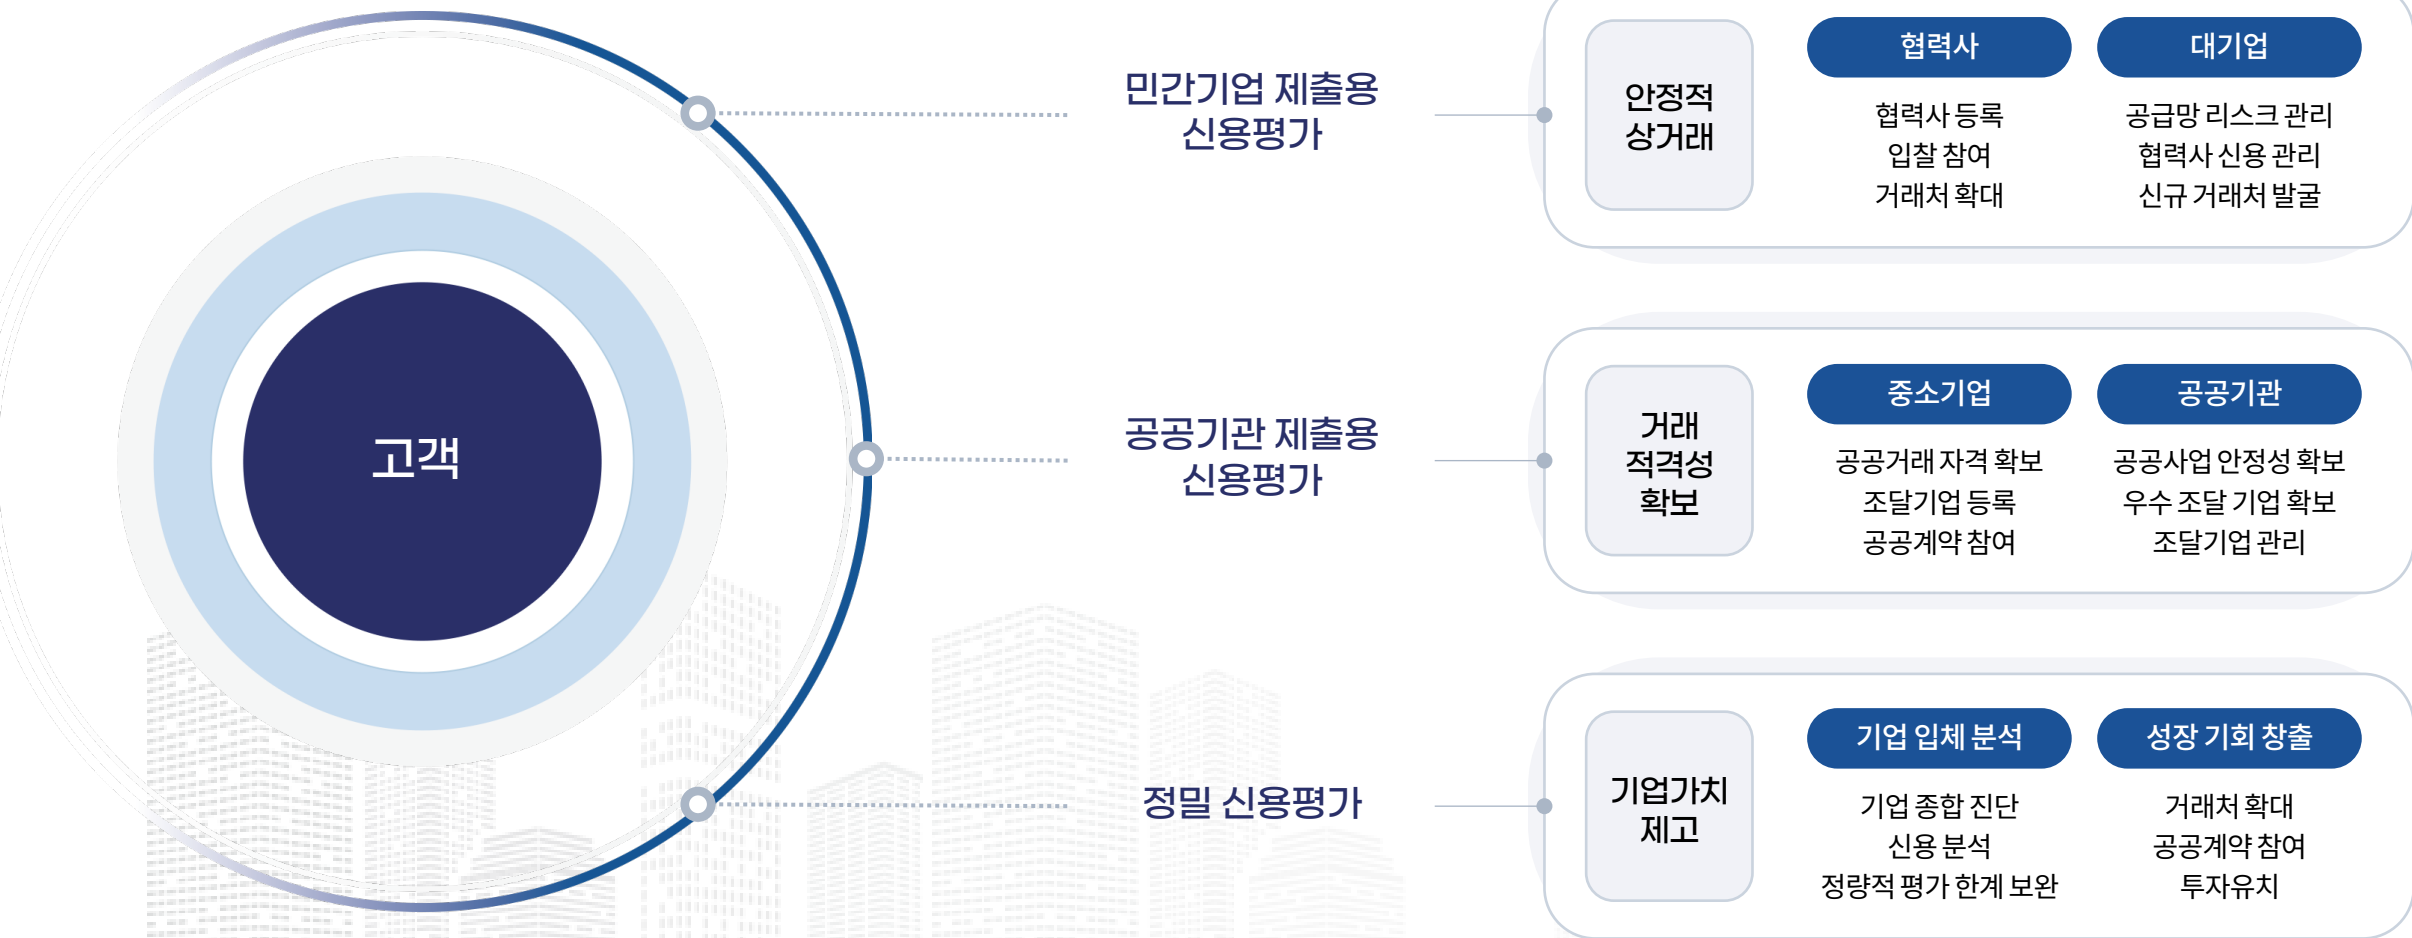 고객
민간기업 제출용
신용평가
안정적
상거래
협력사
협력사 등록
입찰 참여
거래처 확대
대기업
공급망 리스크 관리
협력사 신용 관리
신규 거래처 발굴
공공기관 제출용
신용평가
거래
적격성
확보
중소기업
공공거래 자격 확보
조달기업 등록
공공계약 참여
공공기관
공공사업 안정성 확보
우수 조달 기업 확보
조달기업 관리
정밀 신용평가
기업가치
제고
기업 입체 분석
기업 종합 진단
신용 분석
정량적 평가 한계 보완
성장 기회 창출
거래처 확대
공공계약 참여
투자유치